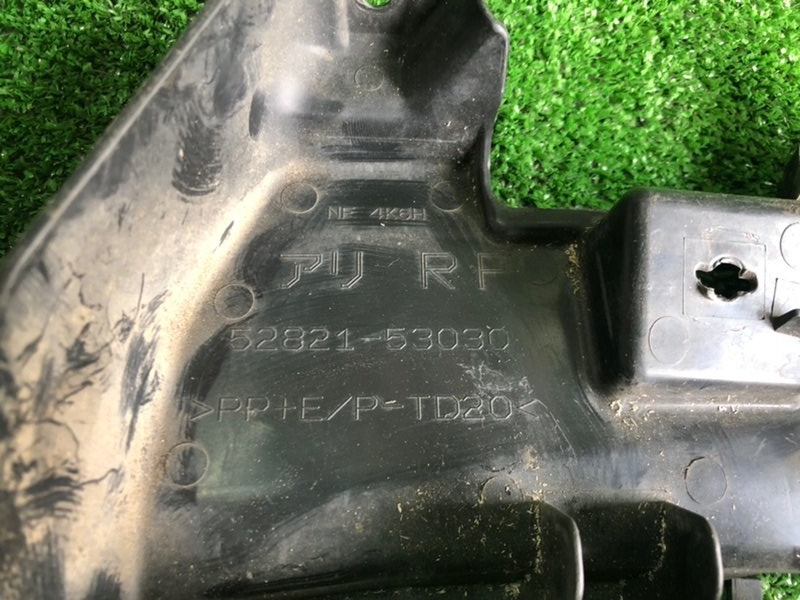 NE 4K6H
アリ RF
52821-53030
>PP+E/P-TD20<